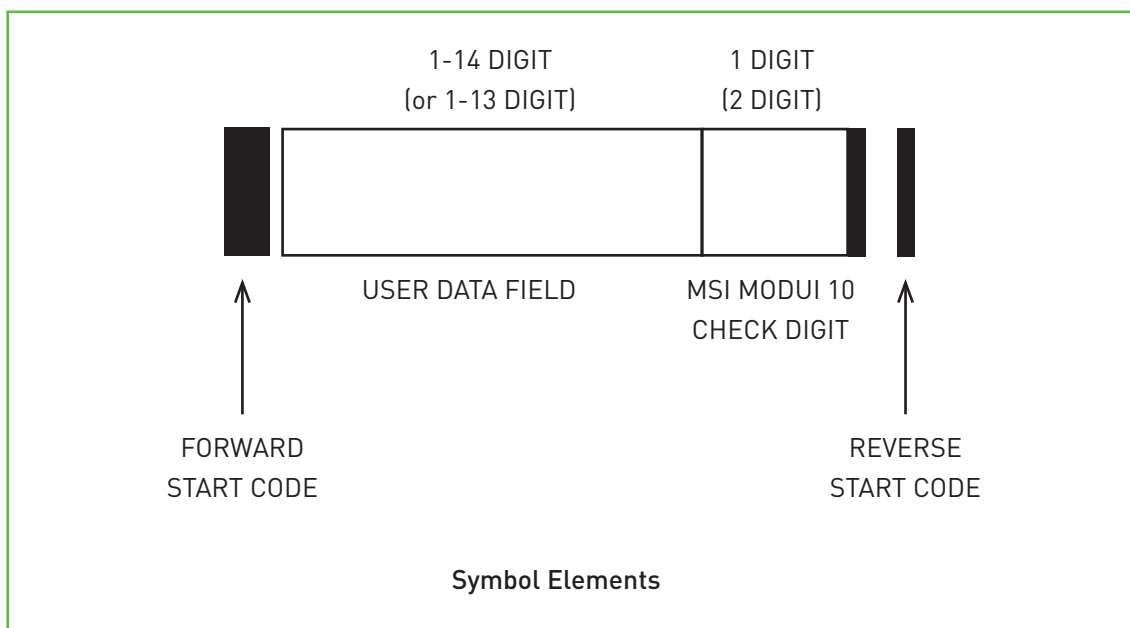 1-14 DIGIT
(or 1-13 DIGIT)
1 DIGIT
(2 DIGIT)
USER DATA FIELD
MSI MODUI 10
CHECK DIGIT
FORWARD
START CODE
REVERSE
START CODE
Symbol Elements